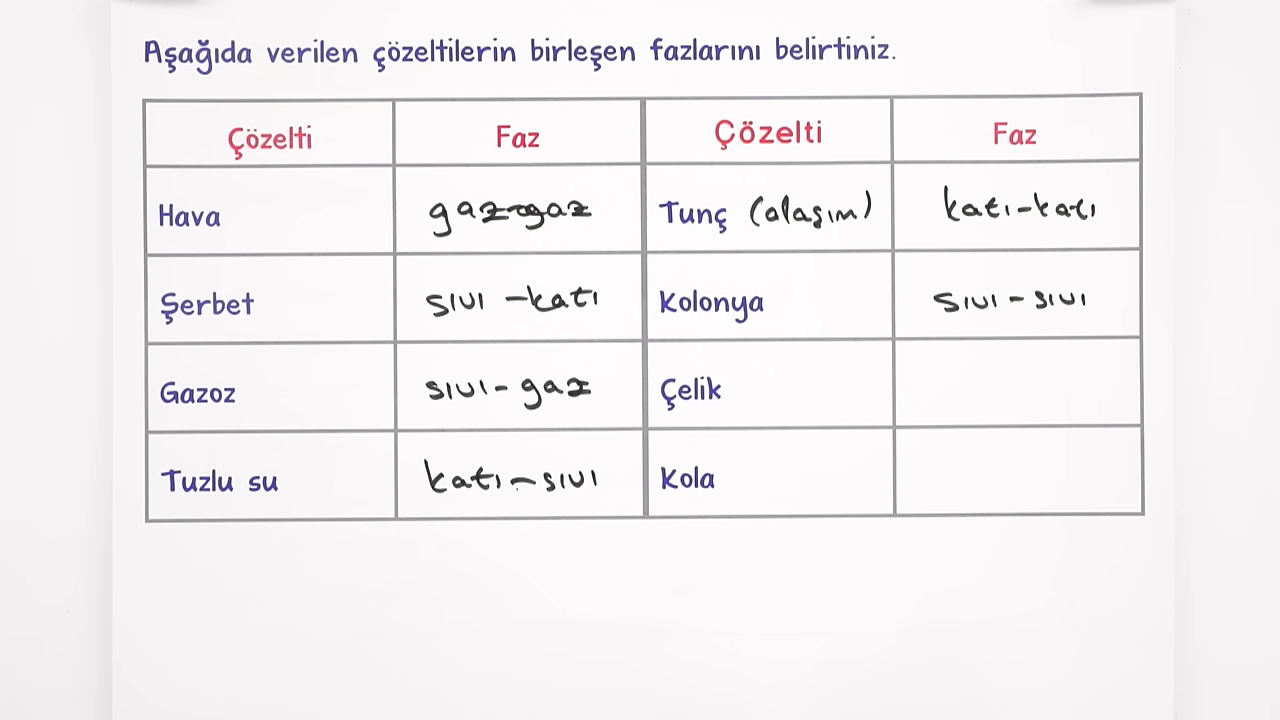 Aşağıda verilen çözeltilerin birleşen fazlarını belirtiniz.
Çözelti Faz Çözelti Faz
Hava gaz-gaz Tunç (alaşım) katı-katı
Şerbet sıvı-katı Kolonya sıvı-sıvı
Gazoz sıvı-gaz Çelik
Tuzlu su katı-sıvı Kola